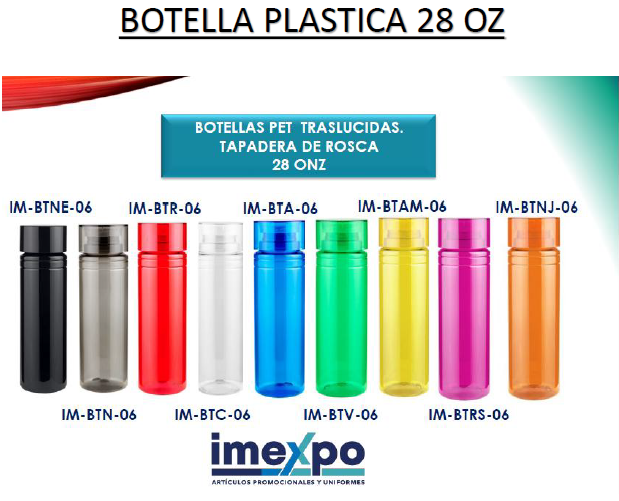 BOTELLA PLASTICA 28 OZ
BOTELLAS PET TRASLUCIDAS.
TAPADERA DE ROSCA
28 ONZ
IM-BTNE-06 IM-BTR-06 IM-BTA-06 IM-BTAM-06 IM-BTNJ-06
IM-BTN-06 IM-BTC-06 IM-BTV-06 IM-BTRS-06
imexpo
ARTÍCULOS PROMOCIONALES Y UNIFORMES